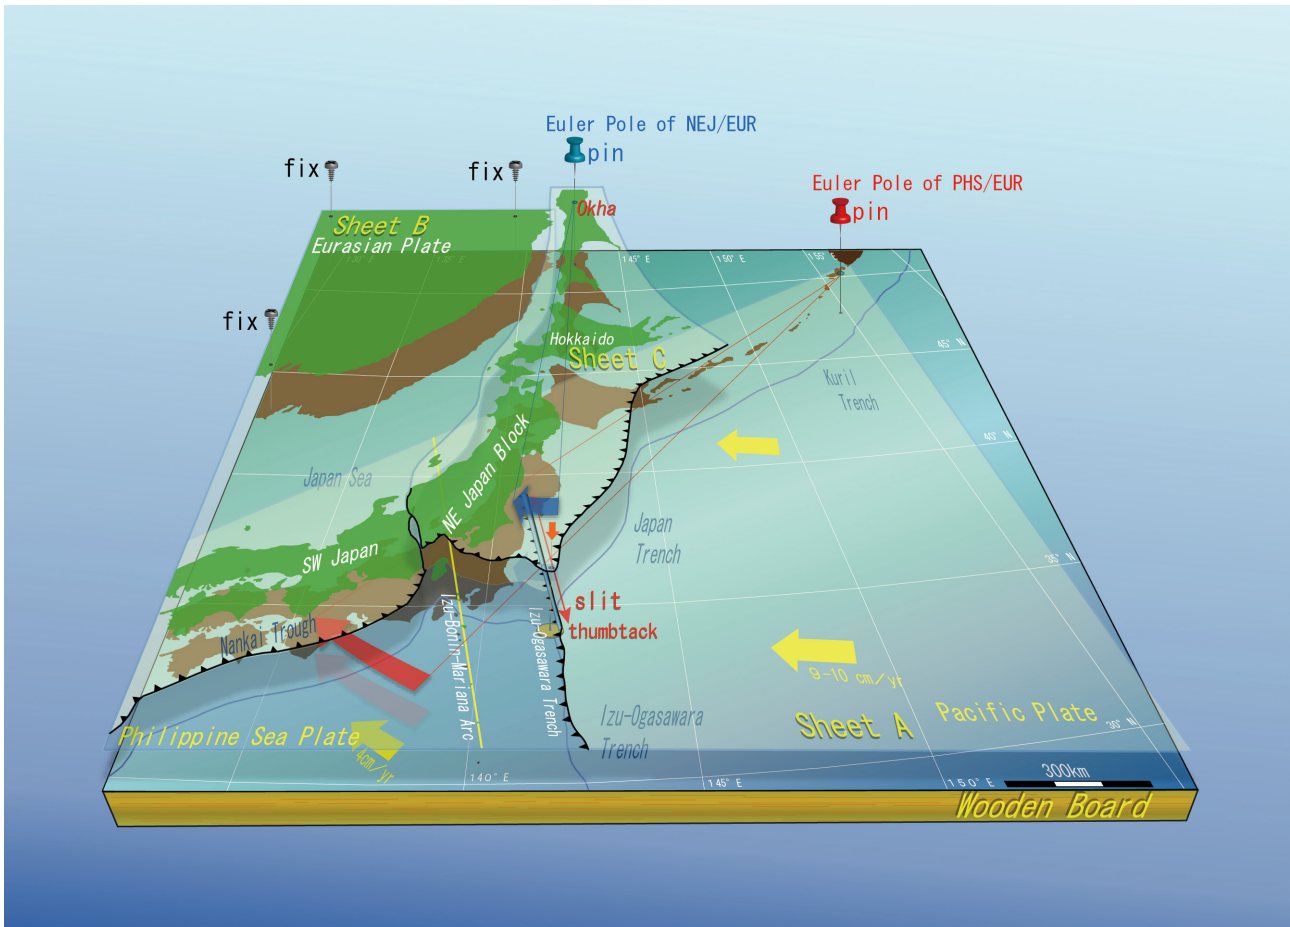 Euler Pole of NEJ/EUR
pin
fix
fix
Euler Pole of PHS/EUR
pin
Okha
Sheet B
Eurasian Plate
145° E
150° E
155° E
fix
Hokkaido
Sheet C
45° N
Kuril
Trench
NE Japan Block
40° N
Japan Sea
Japan
Trench
SW Japan
35° N
slit
thumbtack
Nankai Trough
Izu-Bonin-Mariana Arc
Izu-Ogasawara Trench
9-10 cm/yr
Izu-Ogasawara
Trench
Sheet A
Pacific Plate
30° N
Philippine Sea Plate
4cm/yr
140° E
145° E
150° E
300km
Wooden Board